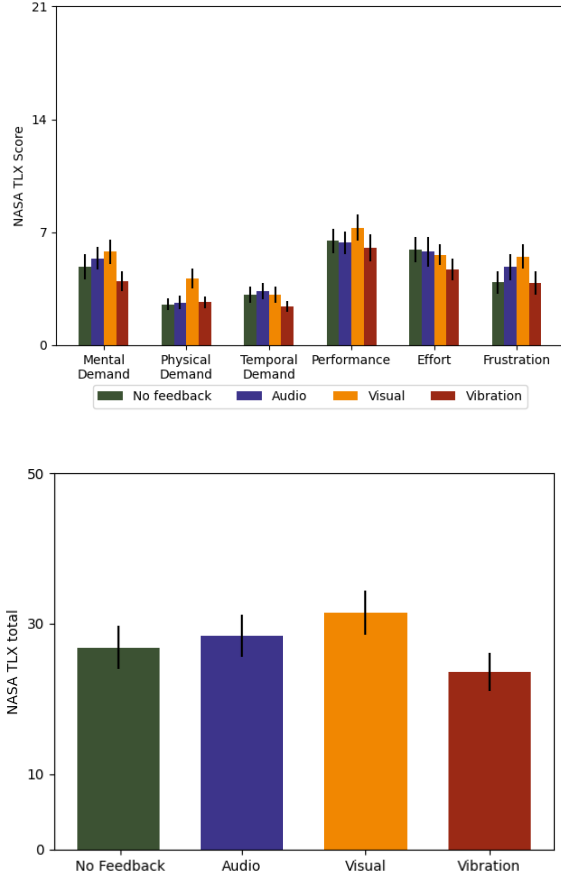 21
14
7
0
NASA TLX Score
Mental
Demand
Physical
Demand
Temporal
Demand
Performance
Effort
Frustration
No feedback
Audio
Visual
Vibration
50
30
10
0
NASA TLX total
No Feedback
Audio
Visual
Vibration